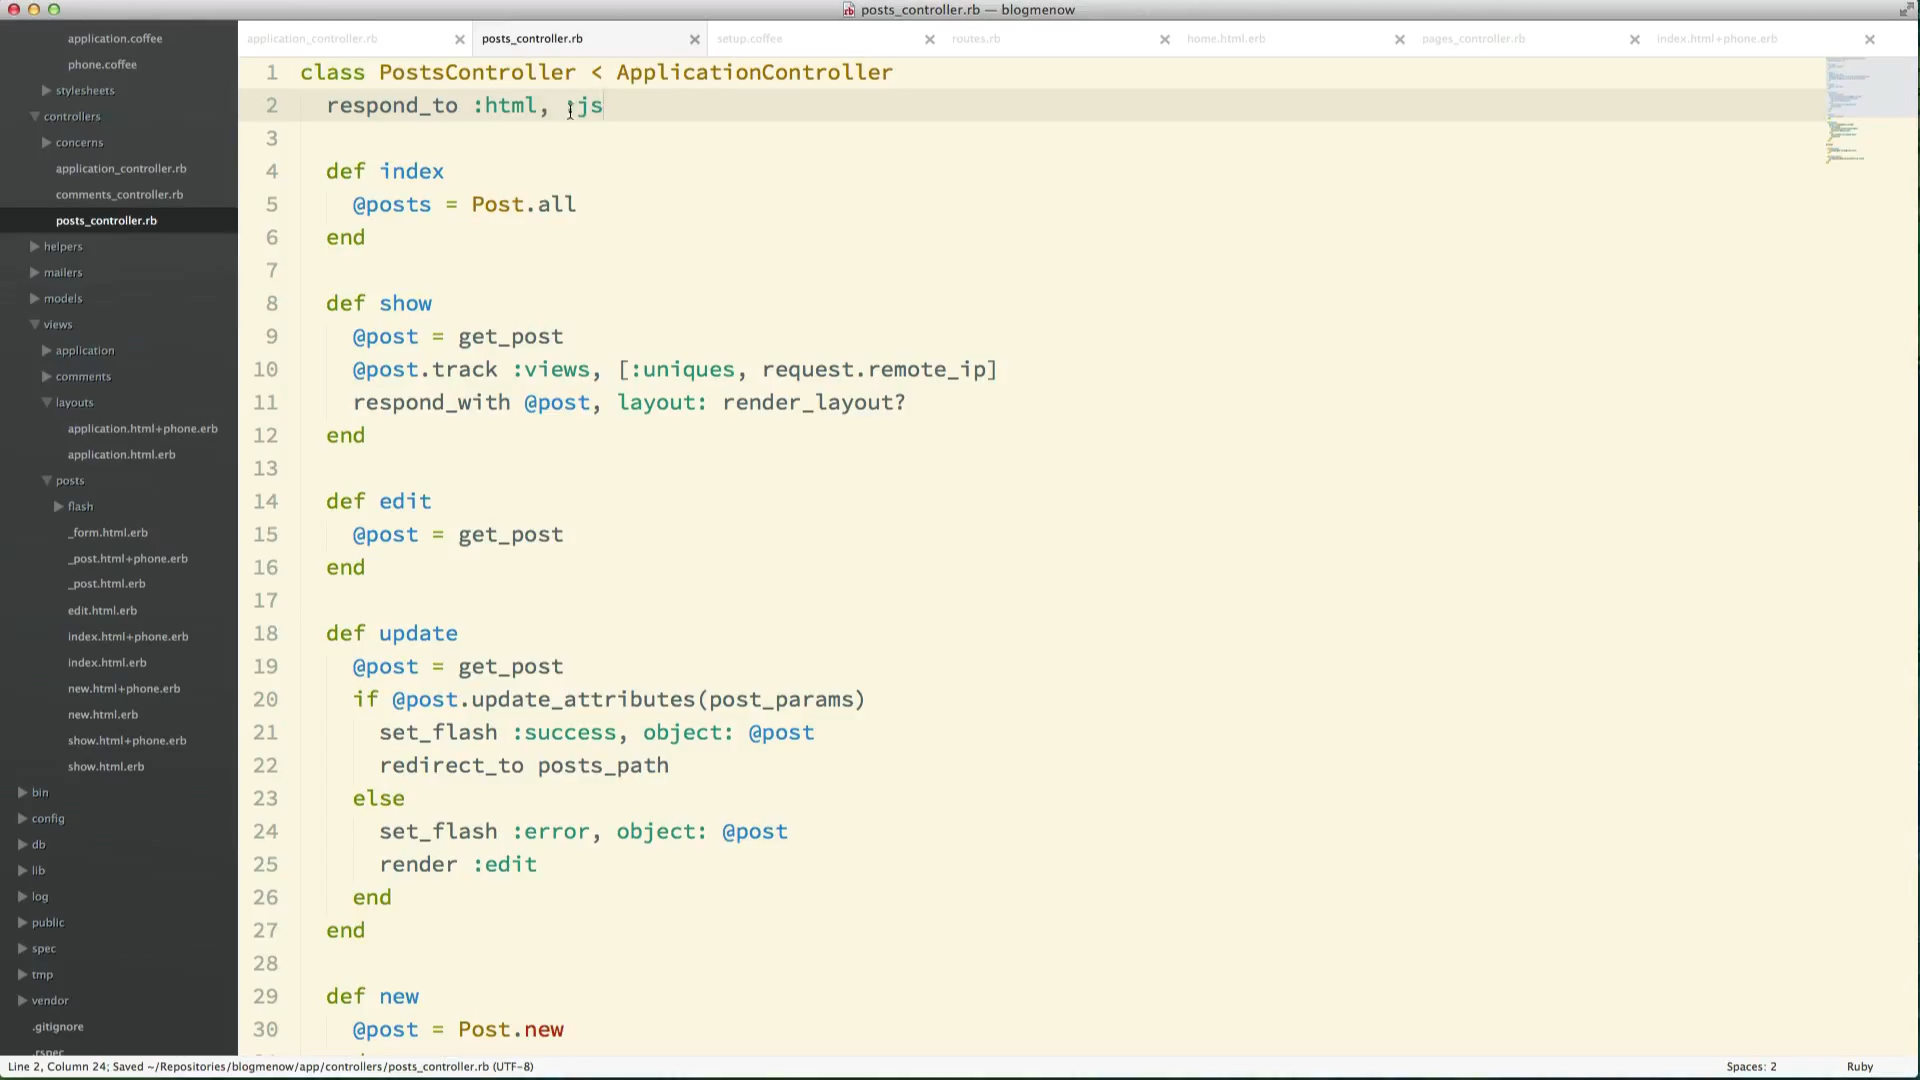 posts_controller.rb — blogmenow
application_controller.rb
posts_controller.rb
setup.coffee
routes.rb
home.html.erb
pages_controller.rb
index.html+phone.erb
application.coffee
phone.coffee
stylesheets
controllers
concerns
application_controller.rb
comments_controller.rb
posts_controller.rb
helpers
mailers
models
views
application
comments
layouts
application.html+phone.erb
application.html.erb
posts
flash
_form.html.erb
_post.html+phone.erb
_post.html.erb
edit.html.erb
index.html+phone.erb
index.html.erb
new.html+phone.erb
new.html.erb
show.html+phone.erb
show.html.erb
bin
config
db
lib
log
public
spec
tmp
vendor
.gitignore
.rspec
1 class PostsController < ApplicationController
2 respond_to :html, :js
3
4 def index
5 @posts = Post.all
6 end
7
8 def show
9 @post = get_post
10 @post.track :views, [:uniques, request.remote_ip]
11 respond_with @post, layout: render_layout?
12 end
13
14 def edit
15 @post = get_post
16 end
17
18 def update
19 @post = get_post
20 if @post.update_attributes(post_params)
21 set_flash :success, object: @post
22 redirect_to posts_path
23 else
24 set_flash :error, object: @post
25 render :edit
26 end
27 end
28
29 def new
30 @post = Post.new
Line 2, Column 24; Saved ~/Repositories/blogmenow/app/controllers/posts_controller.rb (UTF-8)
Spaces: 2
Ruby